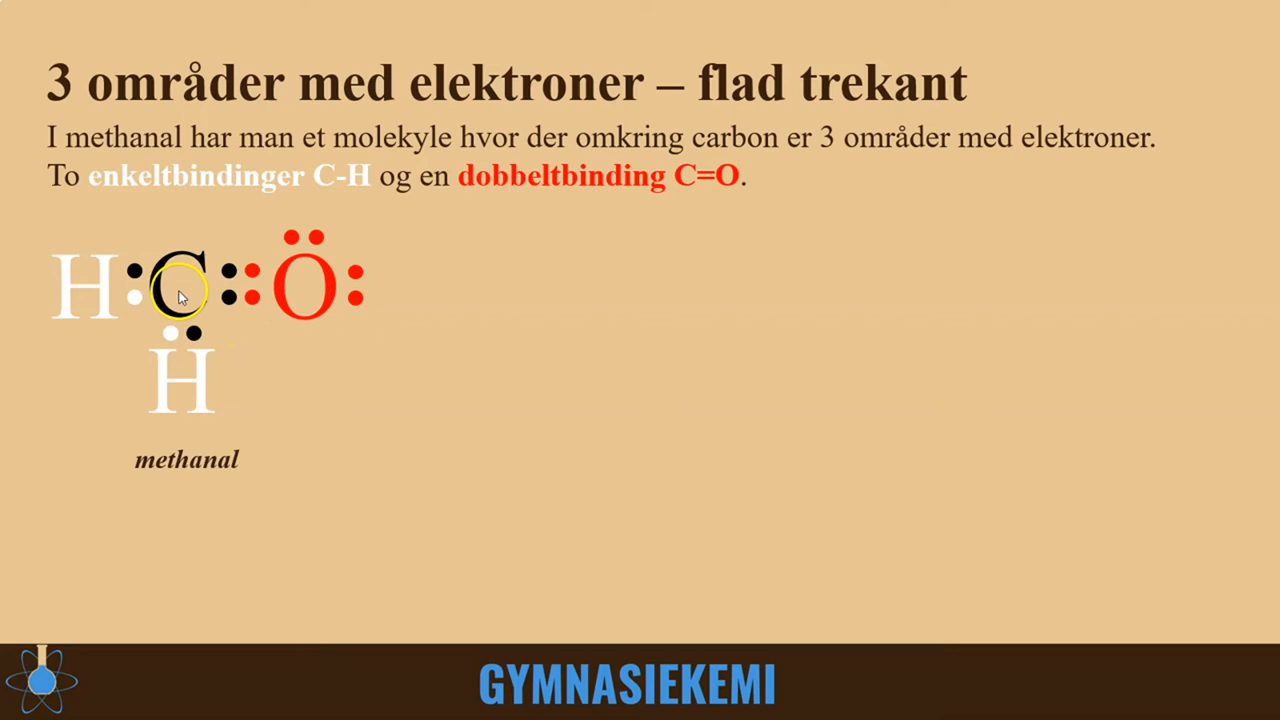 3 områder med elektroner – flad trekant
I methanal har man et molekyle hvor der omkring carbon er 3 områder med elektroner.
To enkeltbindinger C-H og en dobbeltbinding C=O.
H C O
H
methanal
GYMNASIEKEMI